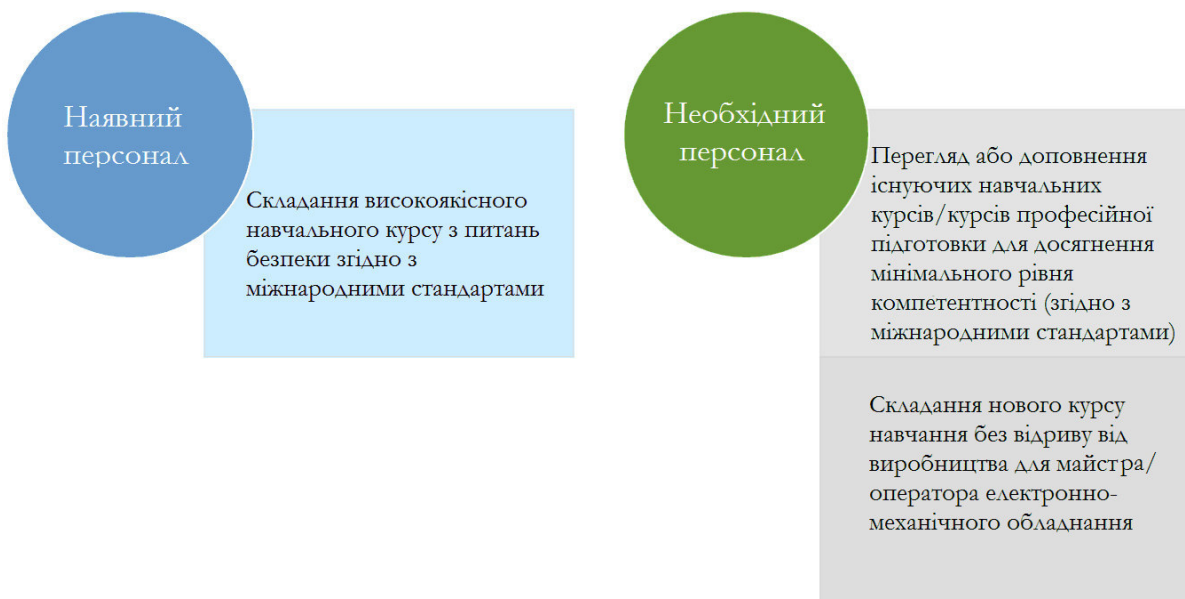 Наявний
персонал
Складання високоякісного
навчального курсу з питань
безпеки згідно з
міжнародними стандартами
Необхідний
персонал
Перегляд або доповнення
існуючих навчальних
курсів/курсів професійної
підготовки для досягнення
мінімального рівня
компетентності (згідно з
міжнародними стандартами)
Складання нового курсу
навчання без відриву від
виробництва для майстра/
оператора електронно-
механічного обладнання